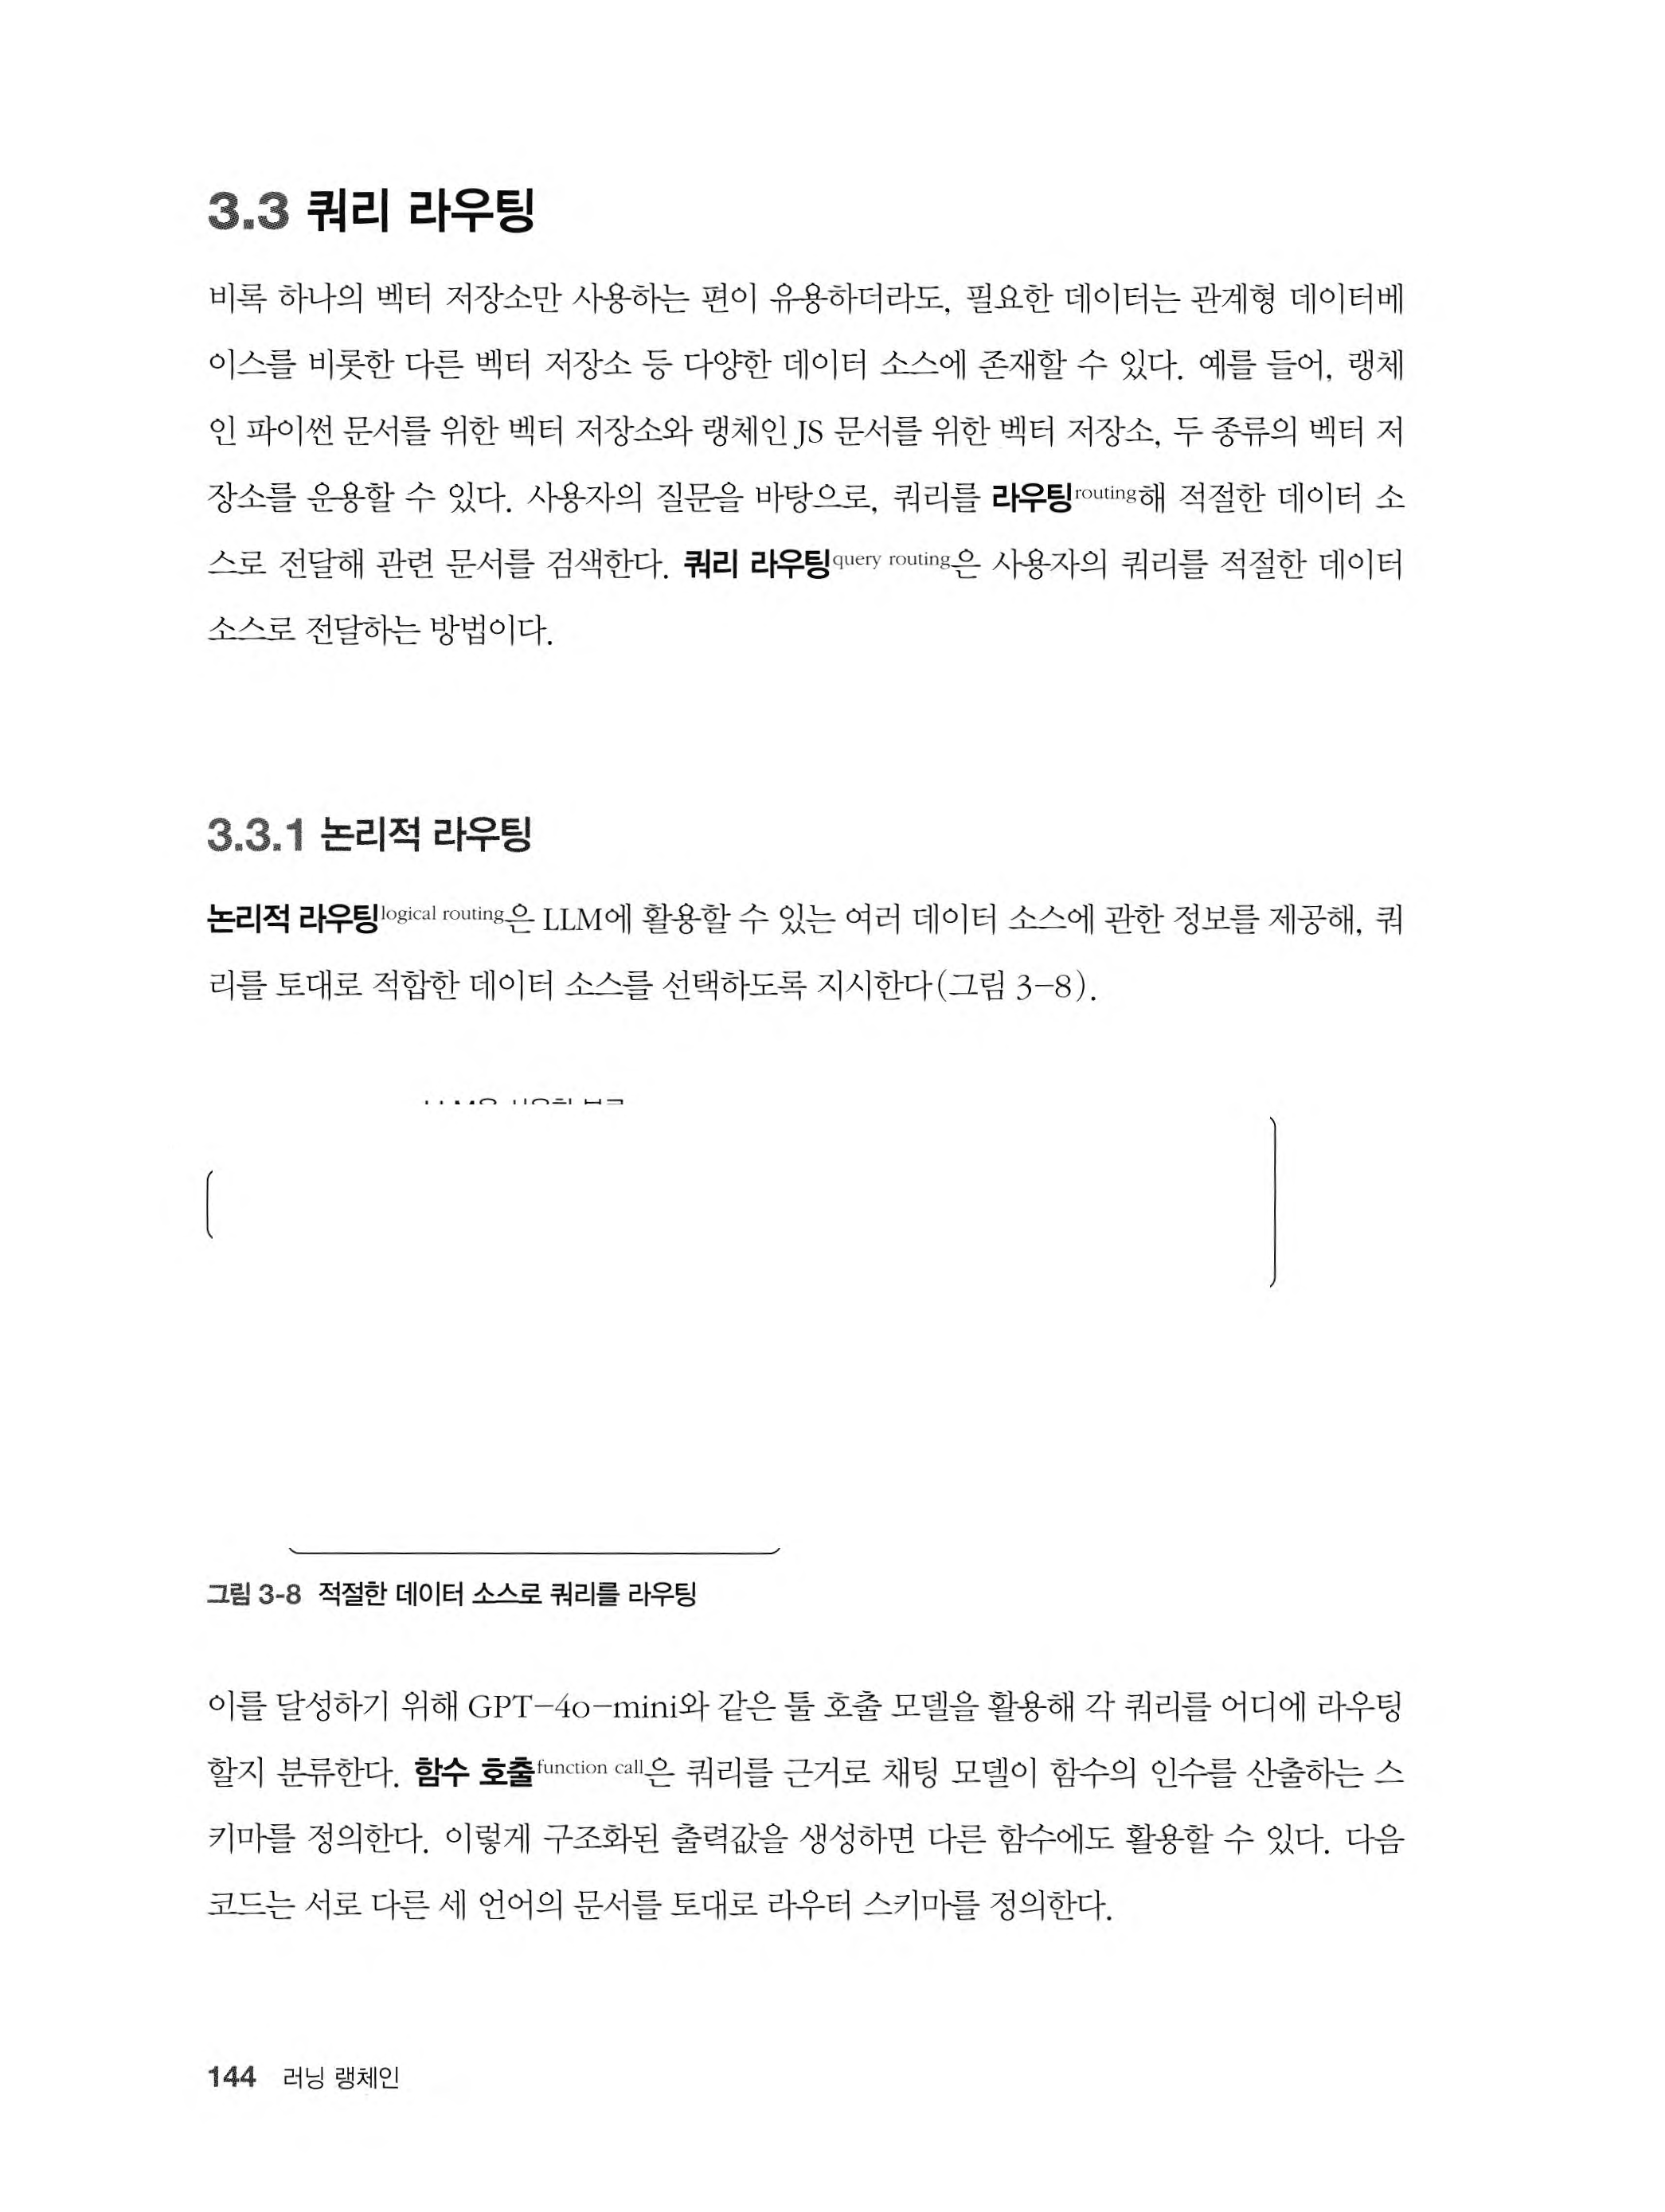 3.3 쿼리 라우팅
비록 하나의 벡터 저장소만 사용하는 편이 유용하더라도, 필요한 데이터는 관계형 데이터베
이스를 비롯한 다른 벡터 저장소 등 다양한 데이터 소스에 존재할 수 있다. 예를 들어, 랭체
인 파이썬 문서를 위한 벡터 저장소와 랭체인JS 문서를 위한 벡터 저장소, 두 종류의 벡터 저
장소를 운용할 수 있다. 사용자의 질문을 바탕으로, 쿼리를 라우팅routing해 적절한 데이터 소
스로 전달해 관련 문서를 검색한다. 쿼리 라우팅query routing은 사용자의 쿼리를 적절한 데이터
소스로 전달하는 방법이다.
3.3.1 논리적 라우팅
논리적 라우팅logical routing은 LLM에 활용할 수 있는 여러 데이터 소스에 관한 정보를 제공해, 쿼
리를 토대로 적합한 데이터 소스를 선택하도록 지시한다(그림 3-8).
그림 3-8 적절한 데이터 소스로 쿼리를 라우팅
이를 달성하기 위해 GPT-4o-mini와 같은 툴 호출 모델을 활용해 각 쿼리를 어디에 라우팅
할지 분류한다. 함수 호출function call은 쿼리를 근거로 채팅 모델이 함수의 인수를 산출하는 스
키마를 정의한다. 이렇게 구조화된 출력값을 생성하면 다른 함수에도 활용할 수 있다. 다음
코드는 서로 다른 세 언어의 문서를 토대로 라우터 스키마를 정의한다.
144 러닝 랭체인